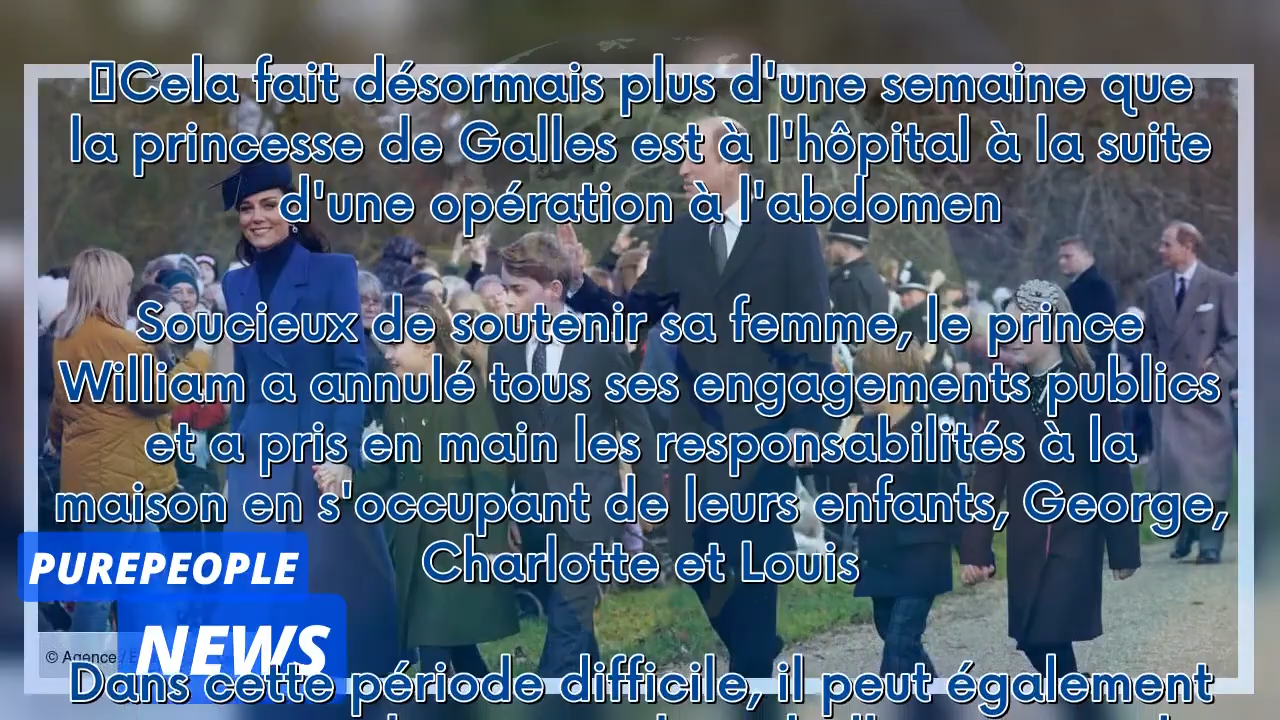 Cela fait désormais plus d'une semaine que
la princesse de Galles est à l'hôpital à la suite
d'une opération à l'abdomen
Soucieux de soutenir sa femme, le prince
William a annulé tous ses engagements publics
et a pris en main les responsabilités à la
maison en s'occupant de leurs enfants, George,
Charlotte et Louis
PUREPEOPLE
NEWS
© Agence /
Dans cette période difficile, il peut également